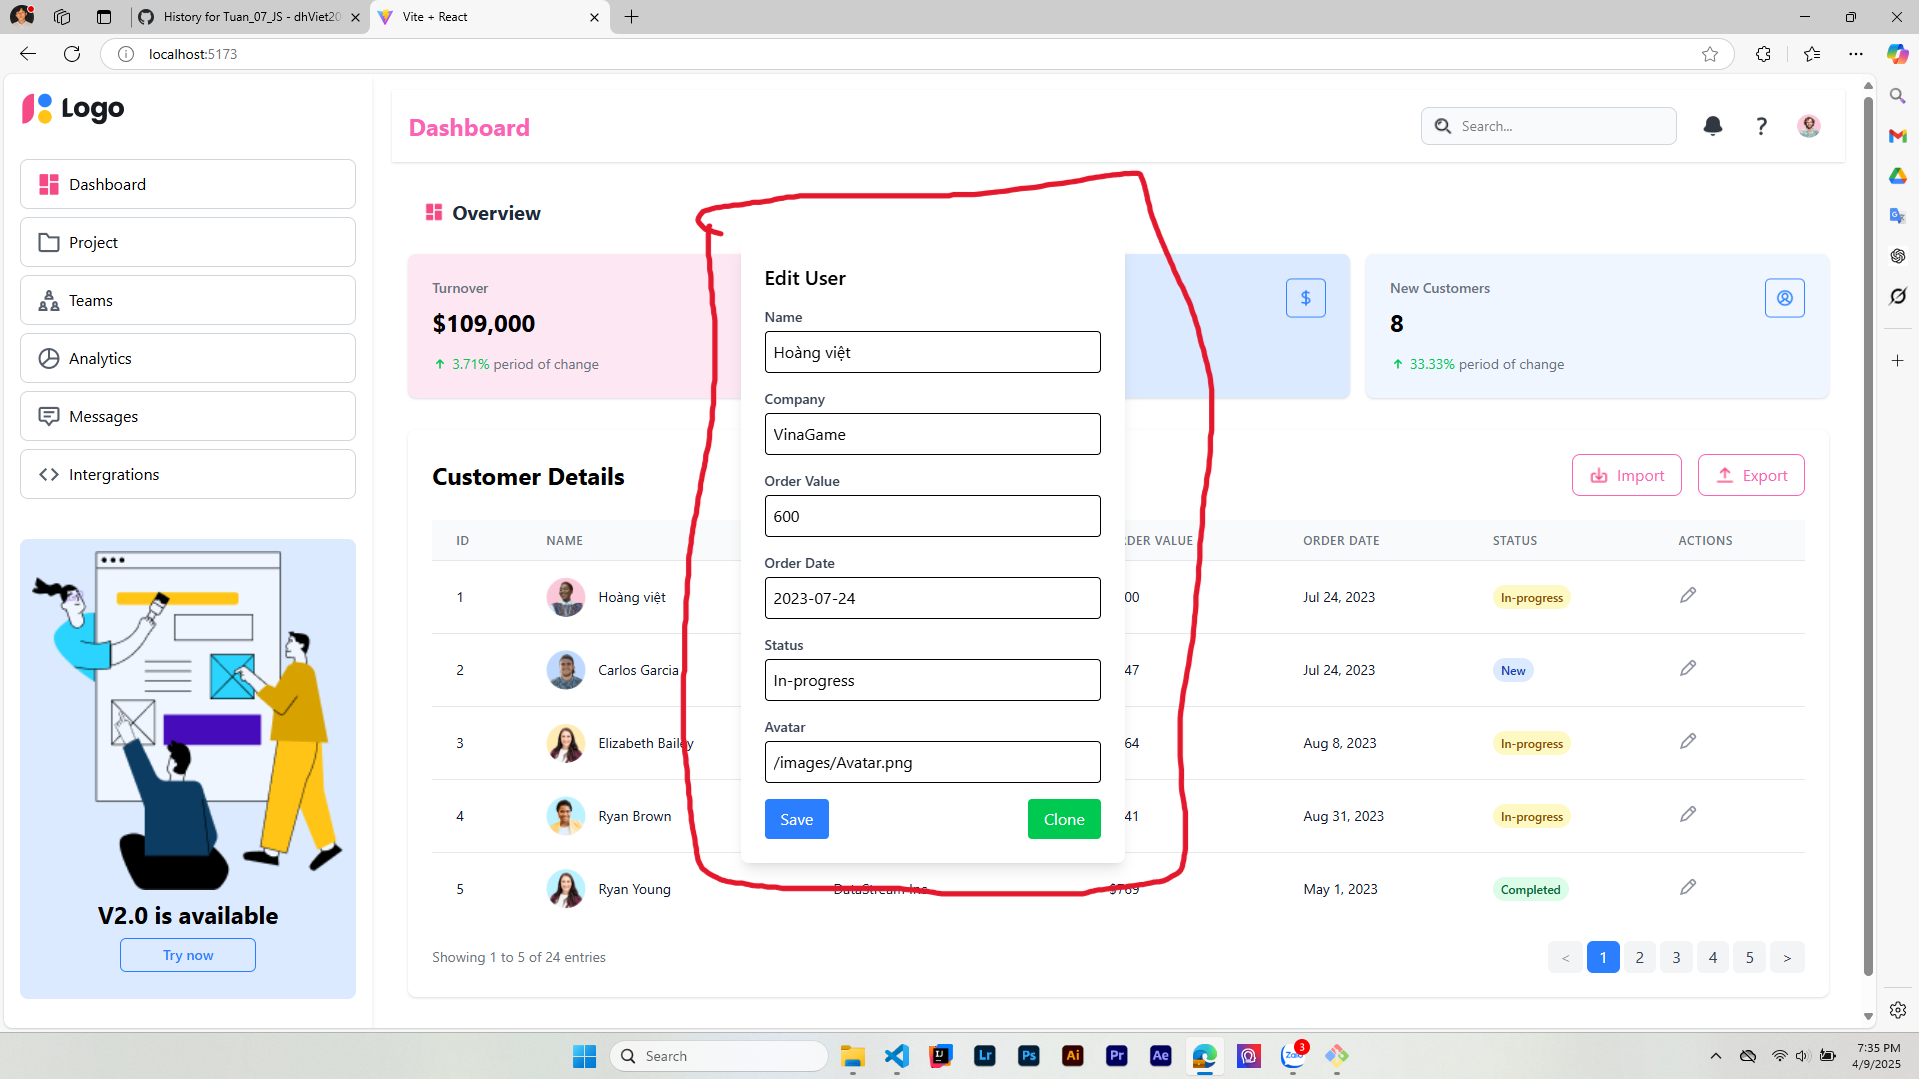 History for Tuan_07_JS - dhViet20
Vite + React
localhost:5173
Logo
Dashboard
Search...
?
Dashboard
Project
Teams
Analytics
Messages
Intergrations
V2.0 is available
Try now
Overview
Turnover
$109,000
3.71% period of change
$
New Customers
8
33.33% period of change
Edit User
Name
Hoàng việt
Company
VinaGame
Order Value
600
Order Date
2023-07-24
Status
In-progress
Avatar
/images/Avatar.png
Save
Clone
Customer Details
Import
Export
ID NAME DER VALUE ORDER DATE STATUS ACTIONS
1 Hoàng việt 00 Jul 24, 2023 In-progress
2 Carlos Garcia 47 Jul 24, 2023 New
3 Elizabeth Bailey 64 Aug 8, 2023 In-progress
4 Ryan Brown 41 Aug 31, 2023 In-progress
5 Ryan Young DataStream Inc $769 May 1, 2023 Completed
Showing 1 to 5 of 24 entries
< 1 2 3 4 5 >
Search
Lr
Ps
Ai
Pr
Ae
Zalo
3
7:35 PM
4/9/2025